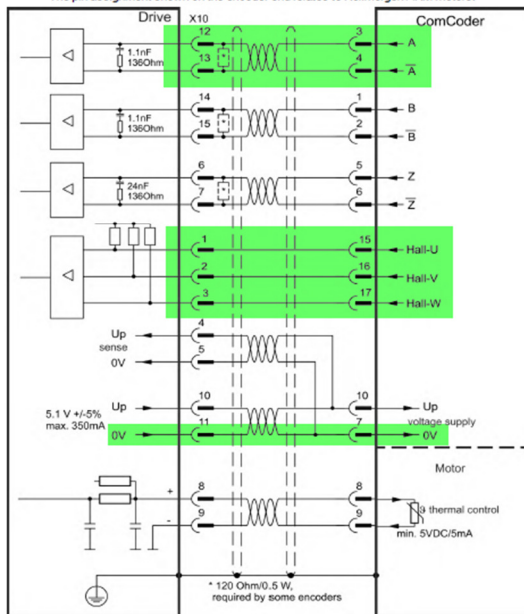 Drive X10 ComCoder
12 3 A
1.1nF
136Ohm
13 4 A
14 1 B
1.1nF
136Ohm
15 2 B
6 5 Z
24nF
136Ohm
7 6 Z
1 15 Hall-U
2 16 Hall-V
3 17 Hall-W
4
Up
sense
5
0V
Up 10 10 Up
5.1 V +/-5%
max. 350mA
voltage supply
0V 11 7 0V
Motor
+ 8 8
ϑ thermal control
- 9 9
min. 5VDC/5mA
* 120 Ohm/0.5 W,
required by some encoders